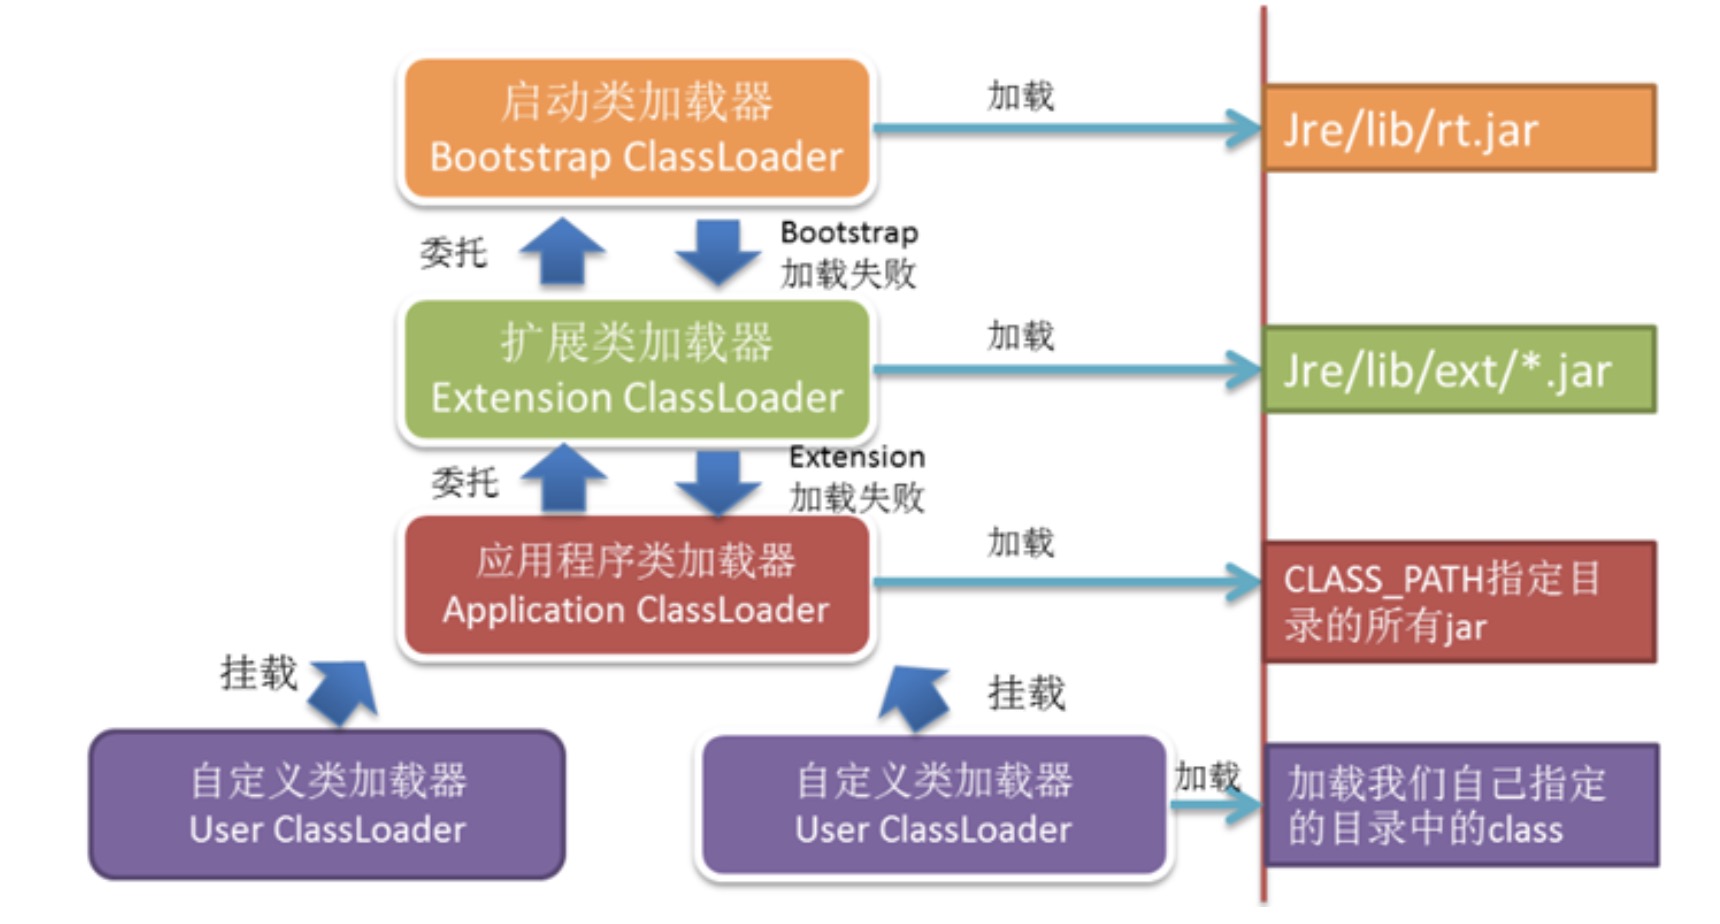 启动类加载器
Bootstrap ClassLoader
加载
Jre/lib/rt.jar
委托
Bootstrap
加载失败
扩展类加载器
Extension ClassLoader
加载
Jre/lib/ext/*.jar
委托
Extension
加载失败
应用程序类加载器
Application ClassLoader
加载
CLASS_PATH指定目
录的所有jar
挂载
挂载
自定义类加载器
User ClassLoader
自定义类加载器
User ClassLoader
加载
加载我们自己指定
的目录中的class